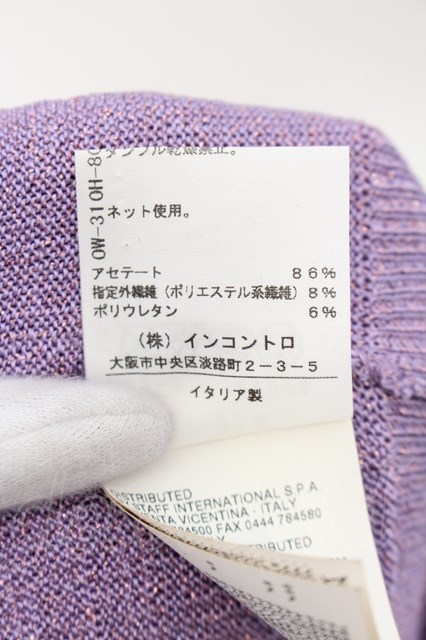 タンブル乾燥禁止。
ネット使用。
アセテート 86%
指定外繊維(ポリエステル系繊維) 8%
ポリウレタン 6%
(株) インコントロ
大阪市中央区淡路町2-3-5
イタリア製
DISTRIBUTED
STAFF INTERNATIONAL S.P.A.
VICENTINA - ITALY
FAX 0444 784580